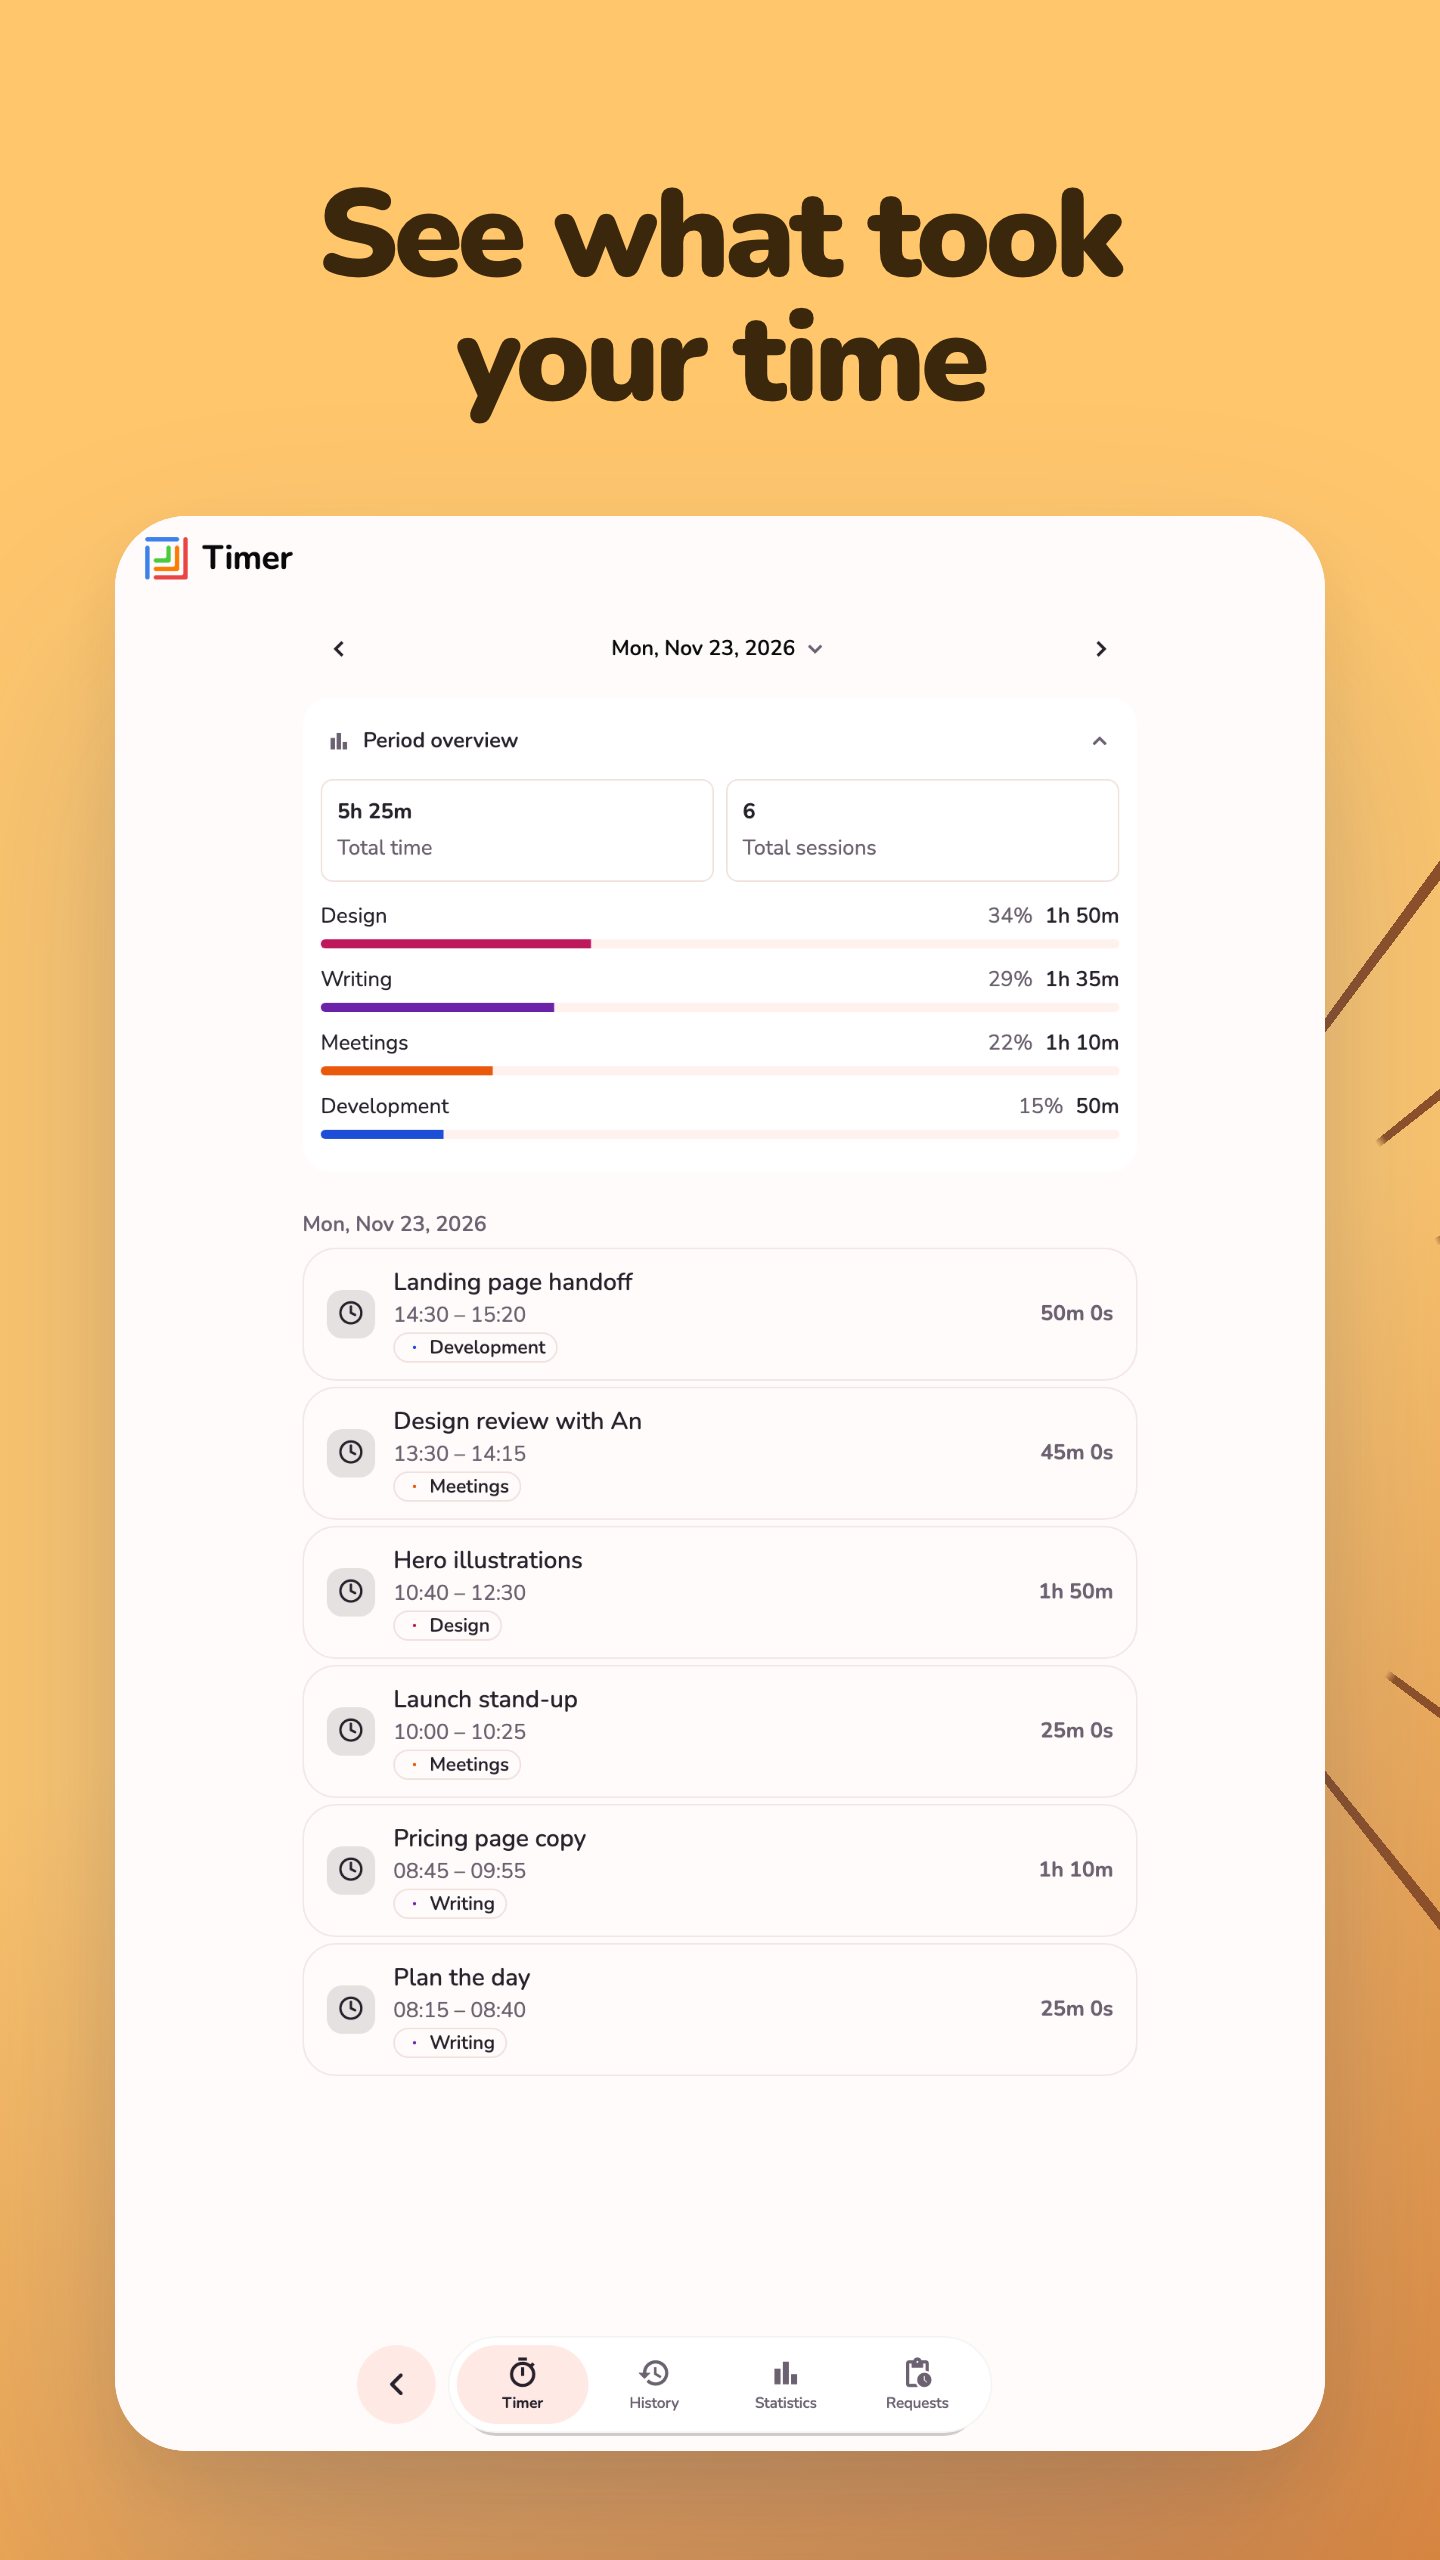 See what took
your time
Timer
Mon, Nov 23, 2026
Period overview
5h 25m
Total time
6
Total sessions
Design 34% 1h 50m
Writing 29% 1h 35m
Meetings 22% 1h 10m
Development 15% 50m
Mon, Nov 23, 2026
Landing page handoff
14:30 – 15:20
50m 0s
Development
Design review with An
13:30 – 14:15
45m 0s
Meetings
Hero illustrations
10:40 – 12:30
1h 50m
Design
Launch stand-up
10:00 – 10:25
25m 0s
Meetings
Pricing page copy
08:45 – 09:55
1h 10m
Writing
Plan the day
08:15 – 08:40
25m 0s
Writing
Timer History Statistics Requests